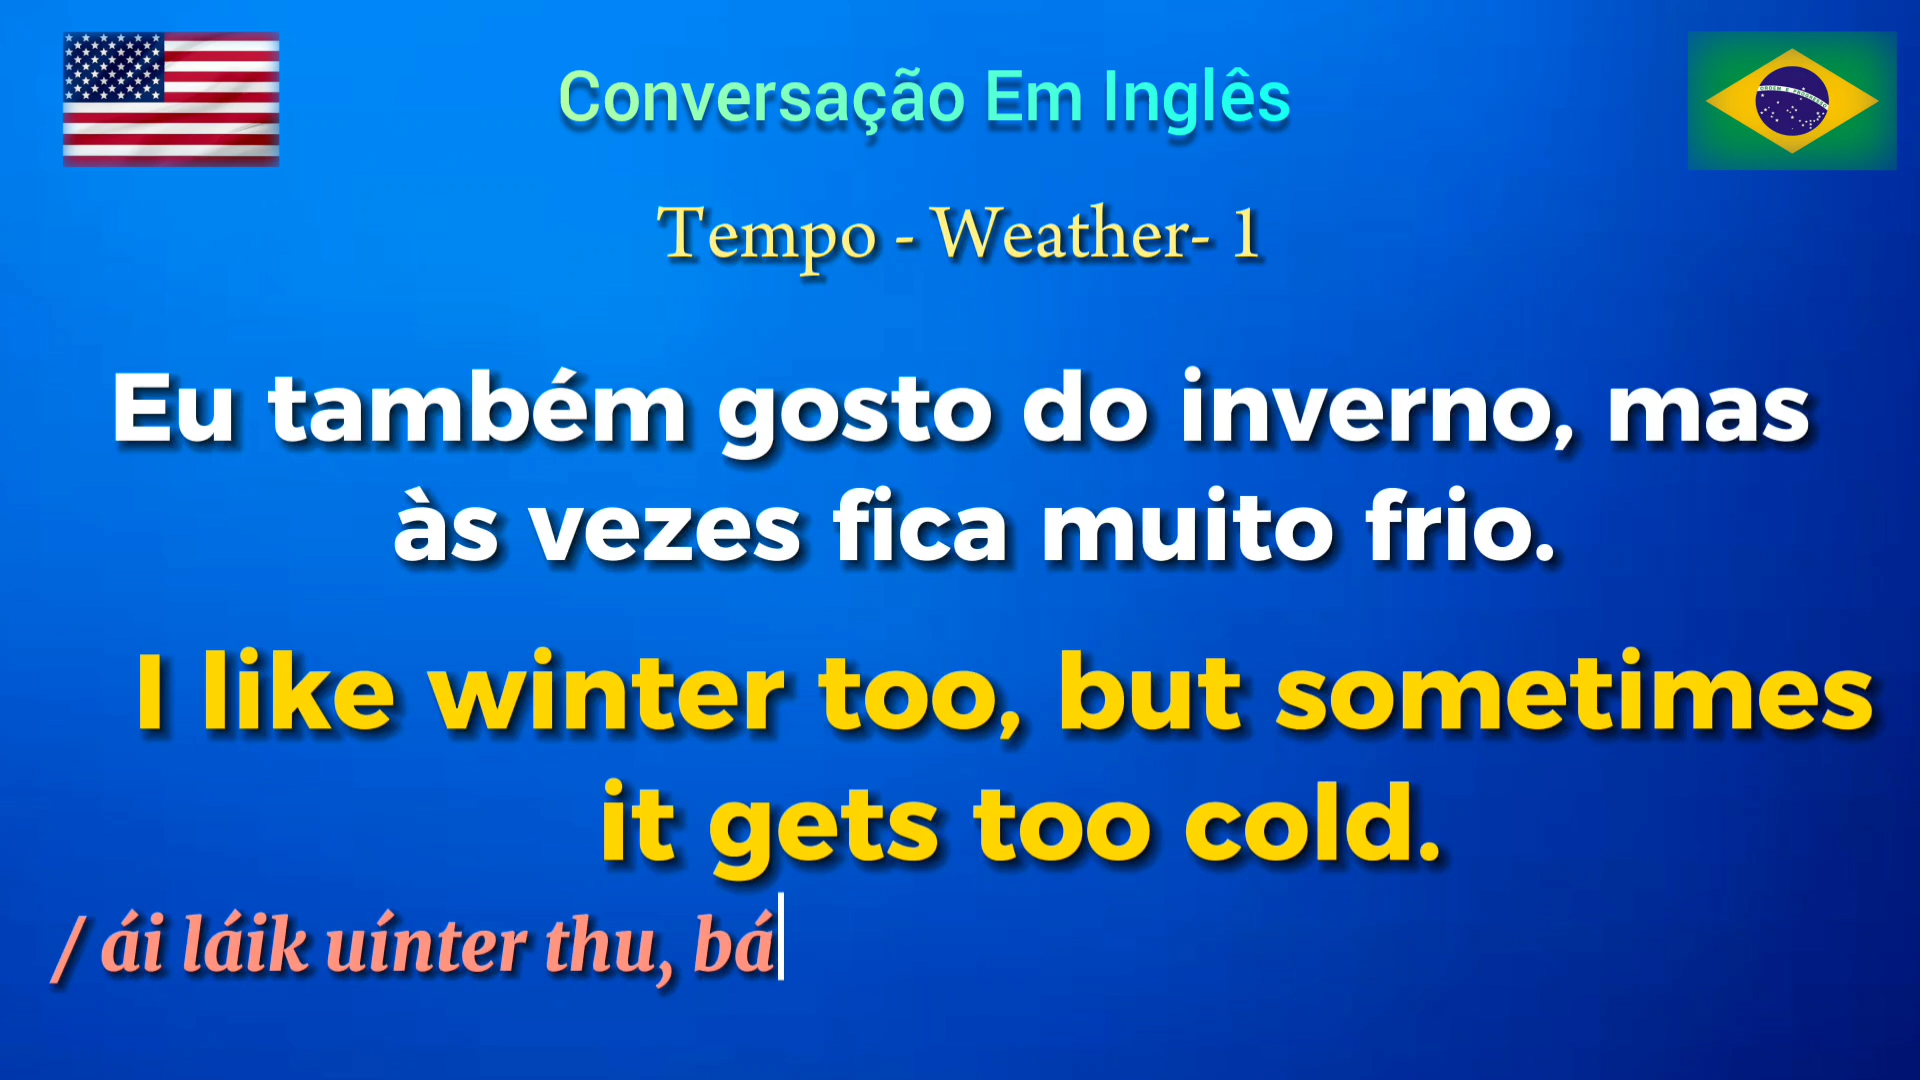 Conversação Em Inglês
Tempo - Weather- 1
Eu também gosto do inverno, mas
às vezes fica muito frio.
I like winter too, but sometimes
it gets too cold.
/ ái láik uínter thu, bá